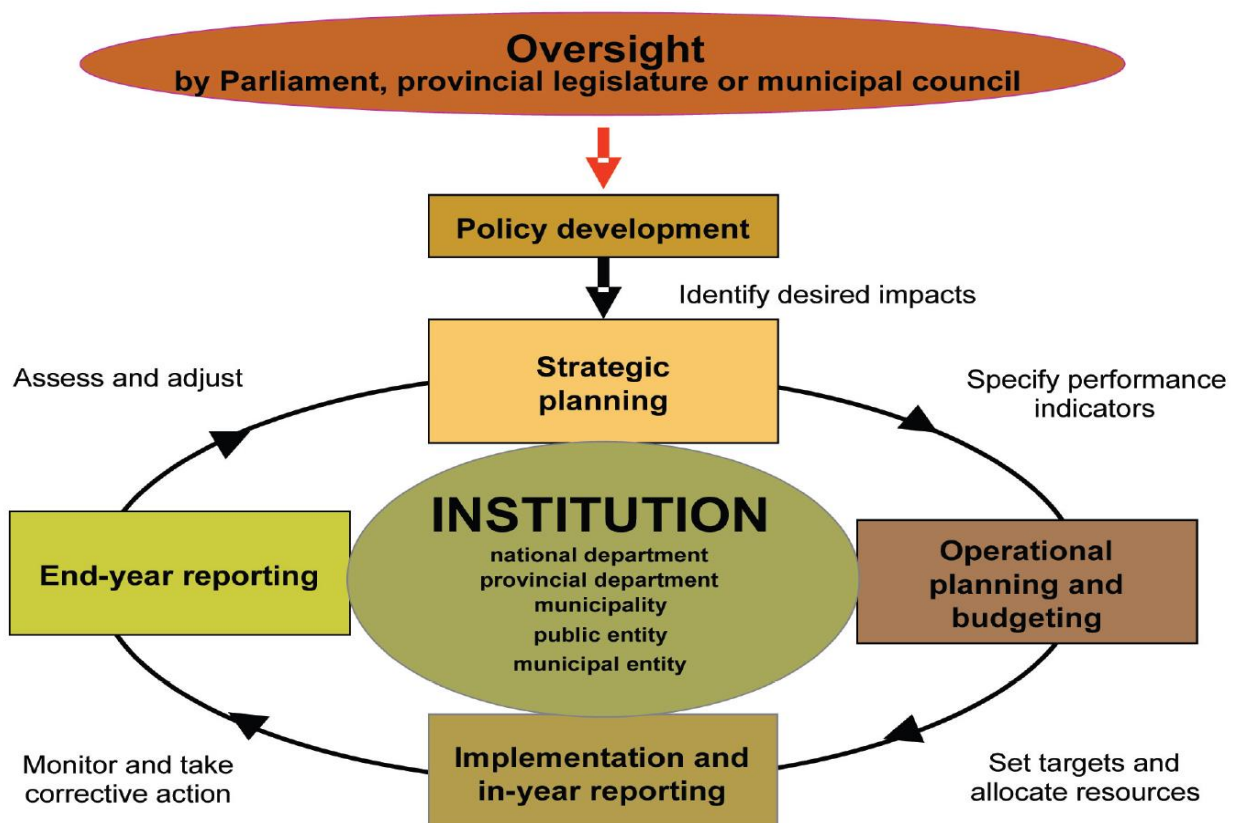 Oversight
by Parliament, provincial legislature or municipal council
Policy development
Identify desired impacts
Strategic
planning
Assess and adjust
Specify performance
indicators
INSTITUTION
national department
provincial department
municipality
public entity
municipal entity
End-year reporting
Operational
planning and
budgeting
Implementation and
in-year reporting
Monitor and take
corrective action
Set targets and
allocate resources